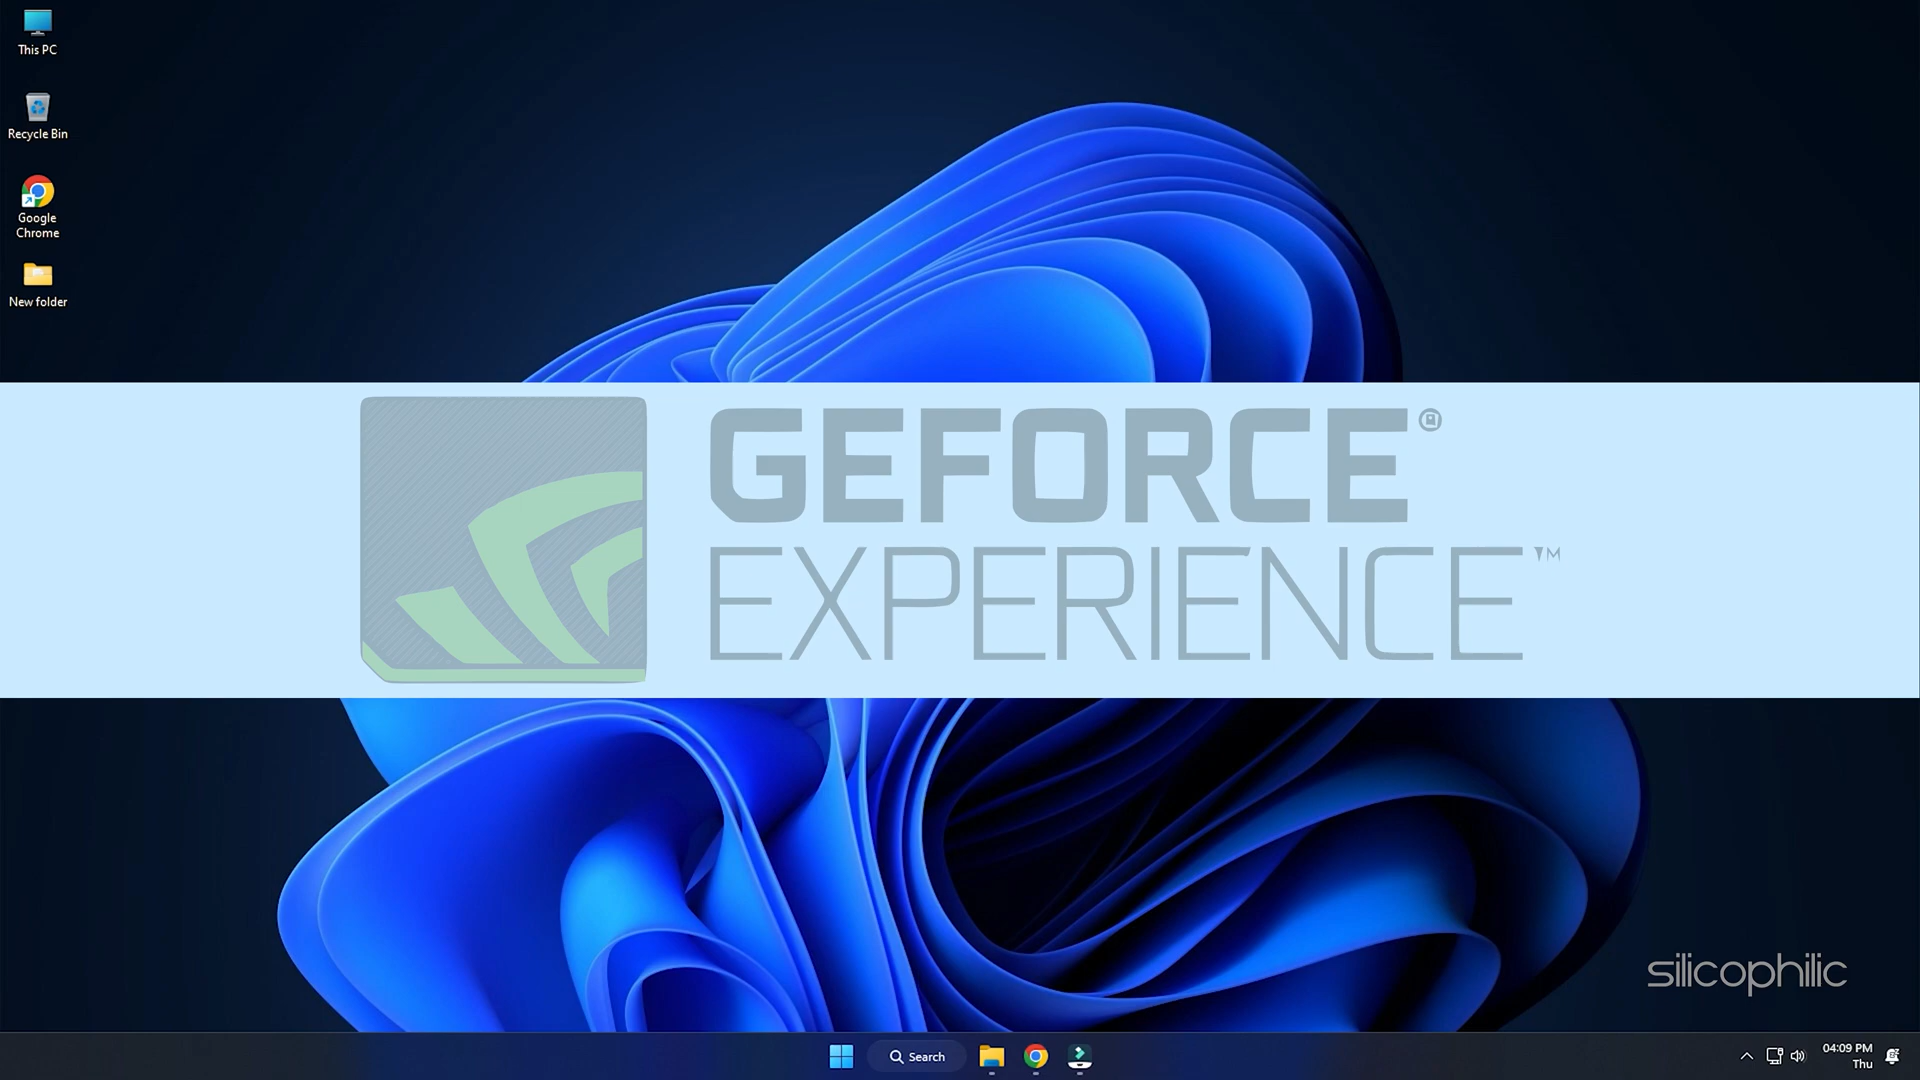 This PC
Recycle Bin
Google
Chrome
New folder
GEFORCE®
EXPERIENCE™
silicophilic
Search
04:09 PM
Thu